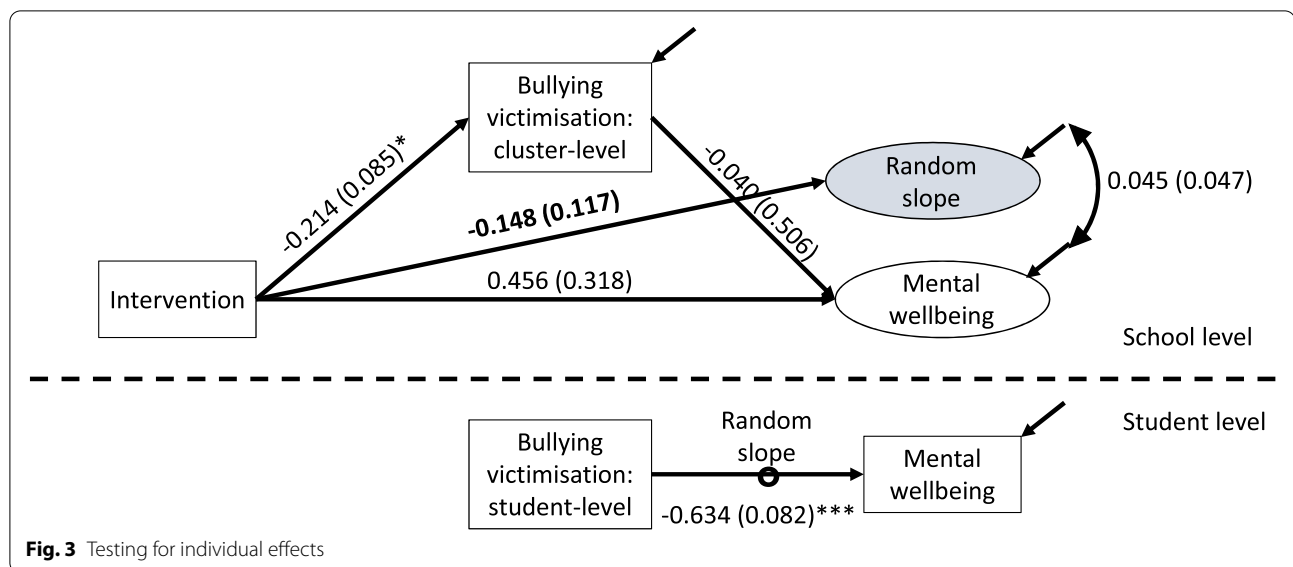 Bullying
victimisation:
cluster-level
-0.214 (0.085)*
-0.040 (0.506)
Random
slope
0.045 (0.047)
-0.148 (0.117)
0.456 (0.318)
Intervention
Mental
wellbeing
School level
Student level
Bullying
victimisation:
student-level
Random
slope
-0.634 (0.082)***
Mental
wellbeing
Fig. 3 Testing for individual effects